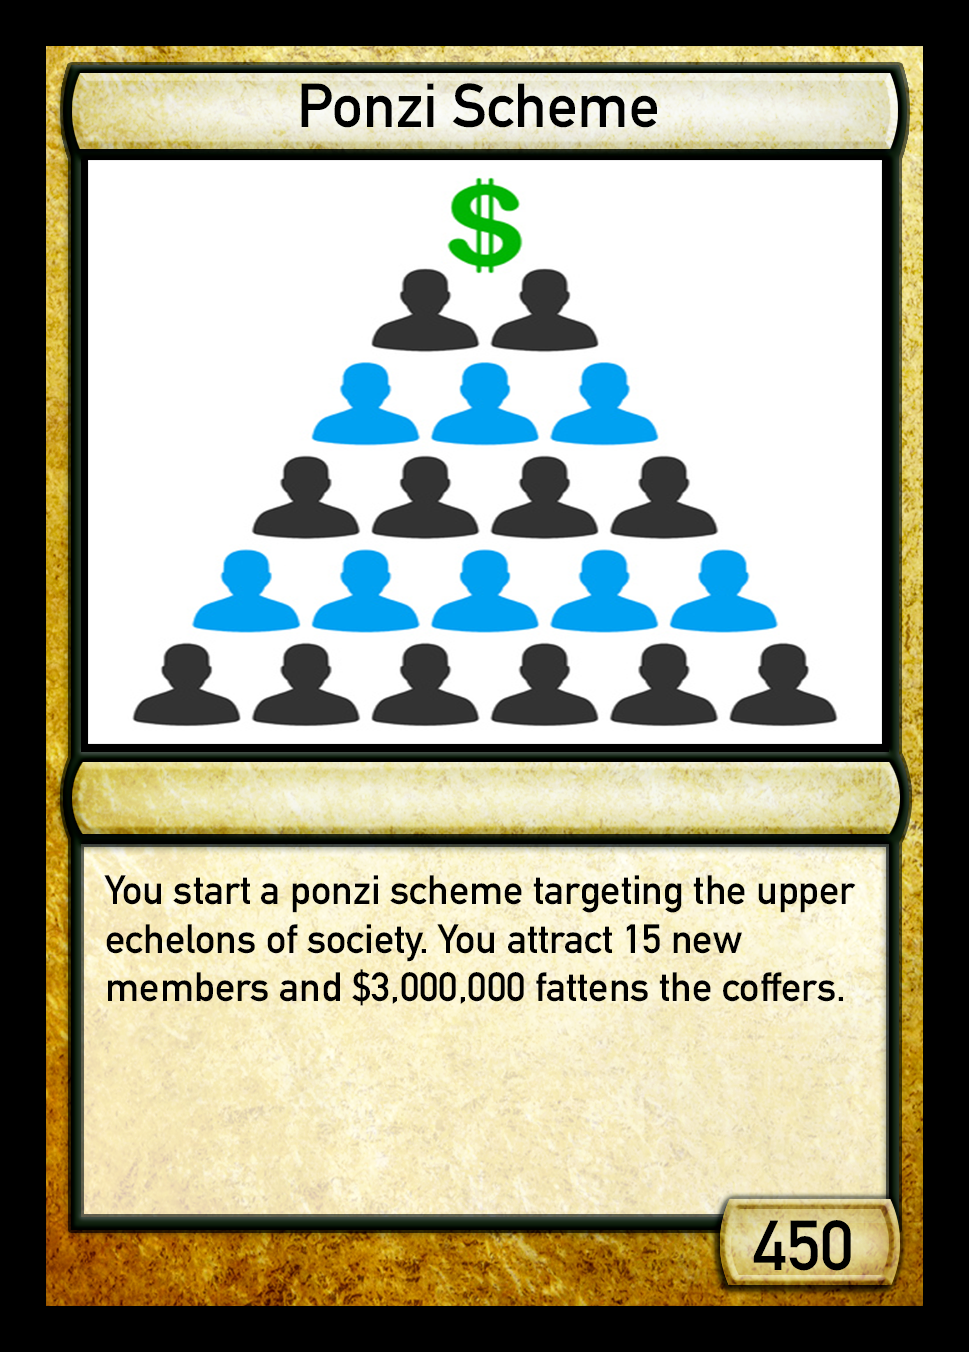 Ponzi Scheme
$
You start a ponzi scheme targeting the upper
echelons of society. You attract 15 new
members and $3,000,000 fattens the coffers.
450